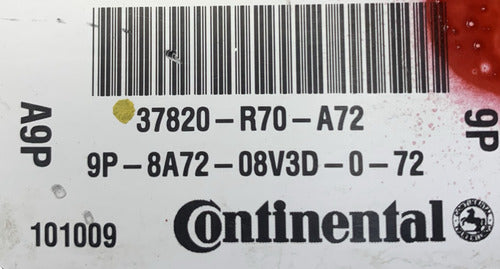 37820-R70-A72
A9P
9P
9P-8A72-08V3D-0-72
101009
Continental